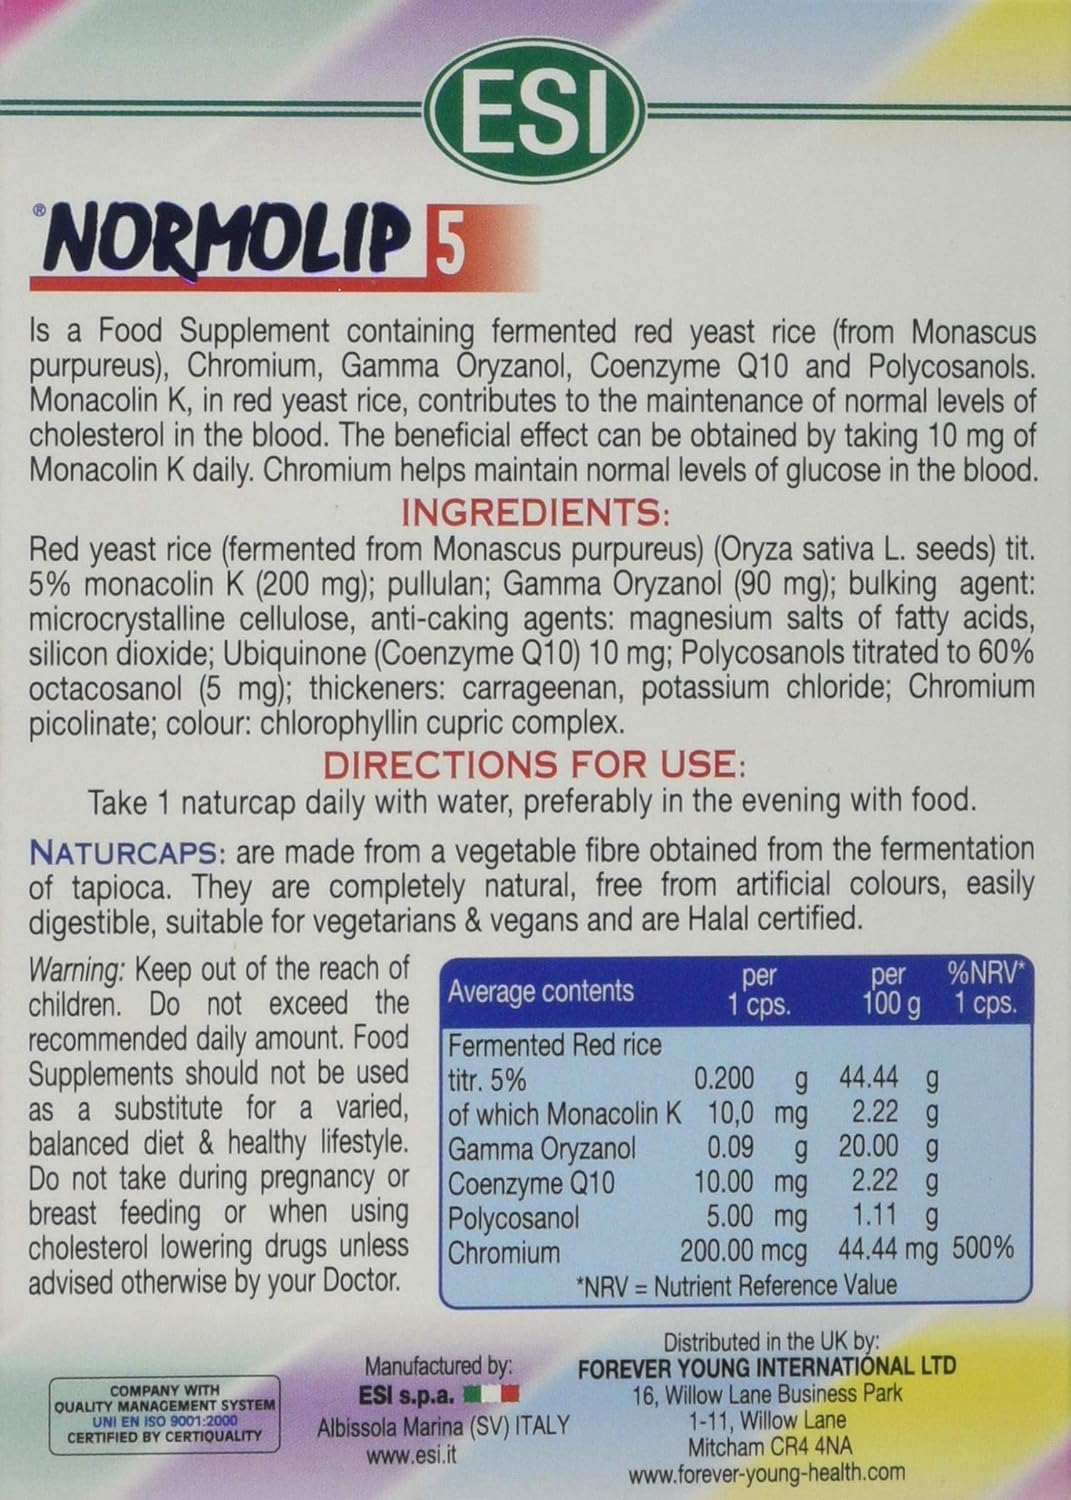 ESI
®NORMOLIP 5
Is a Food Supplement containing fermented red yeast rice (from Monascus
purpureus), Chromium, Gamma Oryzanol, Coenzyme Q10 and Polycosanols.
Monacolin K, in red yeast rice, contributes to the maintenance of normal levels of
cholesterol in the blood. The beneficial effect can be obtained by taking 10 mg of
Monacolin K daily. Chromium helps maintain normal levels of glucose in the blood.
INGREDIENTS:
Red yeast rice (fermented from Monascus purpureus) (Oryza sativa L. seeds) tit.
5% monacolin K (200 mg); pullulan; Gamma Oryzanol (90 mg); bulking agent:
microcrystalline cellulose, anti-caking agents: magnesium salts of fatty acids,
silicon dioxide; Ubiquinone (Coenzyme Q10) 10 mg; Polycosanols titrated to 60%
octacosanol (5 mg); thickeners: carrageenan, potassium chloride; Chromium
picolinate; colour: chlorophyllin cupric complex.
DIRECTIONS FOR USE:
Take 1 naturcap daily with water, preferably in the evening with food.
NATURCAPS: are made from a vegetable fibre obtained from the fermentation
of tapioca. They are completely natural, free from artificial colours, easily
digestible, suitable for vegetarians & vegans and are Halal certified.
Warning: Keep out of the reach of
children. Do not exceed the
recommended daily amount. Food
Supplements should not be used
as a substitute for a varied,
balanced diet & healthy lifestyle.
Do not take during pregnancy or
breast feeding or when using
cholesterol lowering drugs unless
advised otherwise by your Doctor.
Average contents per 1 cps. per 100 g %NRV* 1 cps.
Fermented Red rice
titr. 5% 0.200 g 44.44 g
of which Monacolin K 10,0 mg 2.22 g
Gamma Oryzanol 0.09 g 20.00 g
Coenzyme Q10 10.00 mg 2.22 g
Polycosanol 5.00 mg 1.11 g
Chromium 200.00 mcg 44.44 mg 500%
*NRV = Nutrient Reference Value
COMPANY WITH
QUALITY MANAGEMENT SYSTEM
UNI EN ISO 9001:2000
CERTIFIED BY CERTIQUALITY
Manufactured by:
ESI s.p.a.
Albissola Marina (SV) ITALY
www.esi.it
Distributed in the UK by:
FOREVER YOUNG INTERNATIONAL LTD
16, Willow Lane Business Park
1-11, Willow Lane
Mitcham CR4 4NA
www.forever-young-health.com